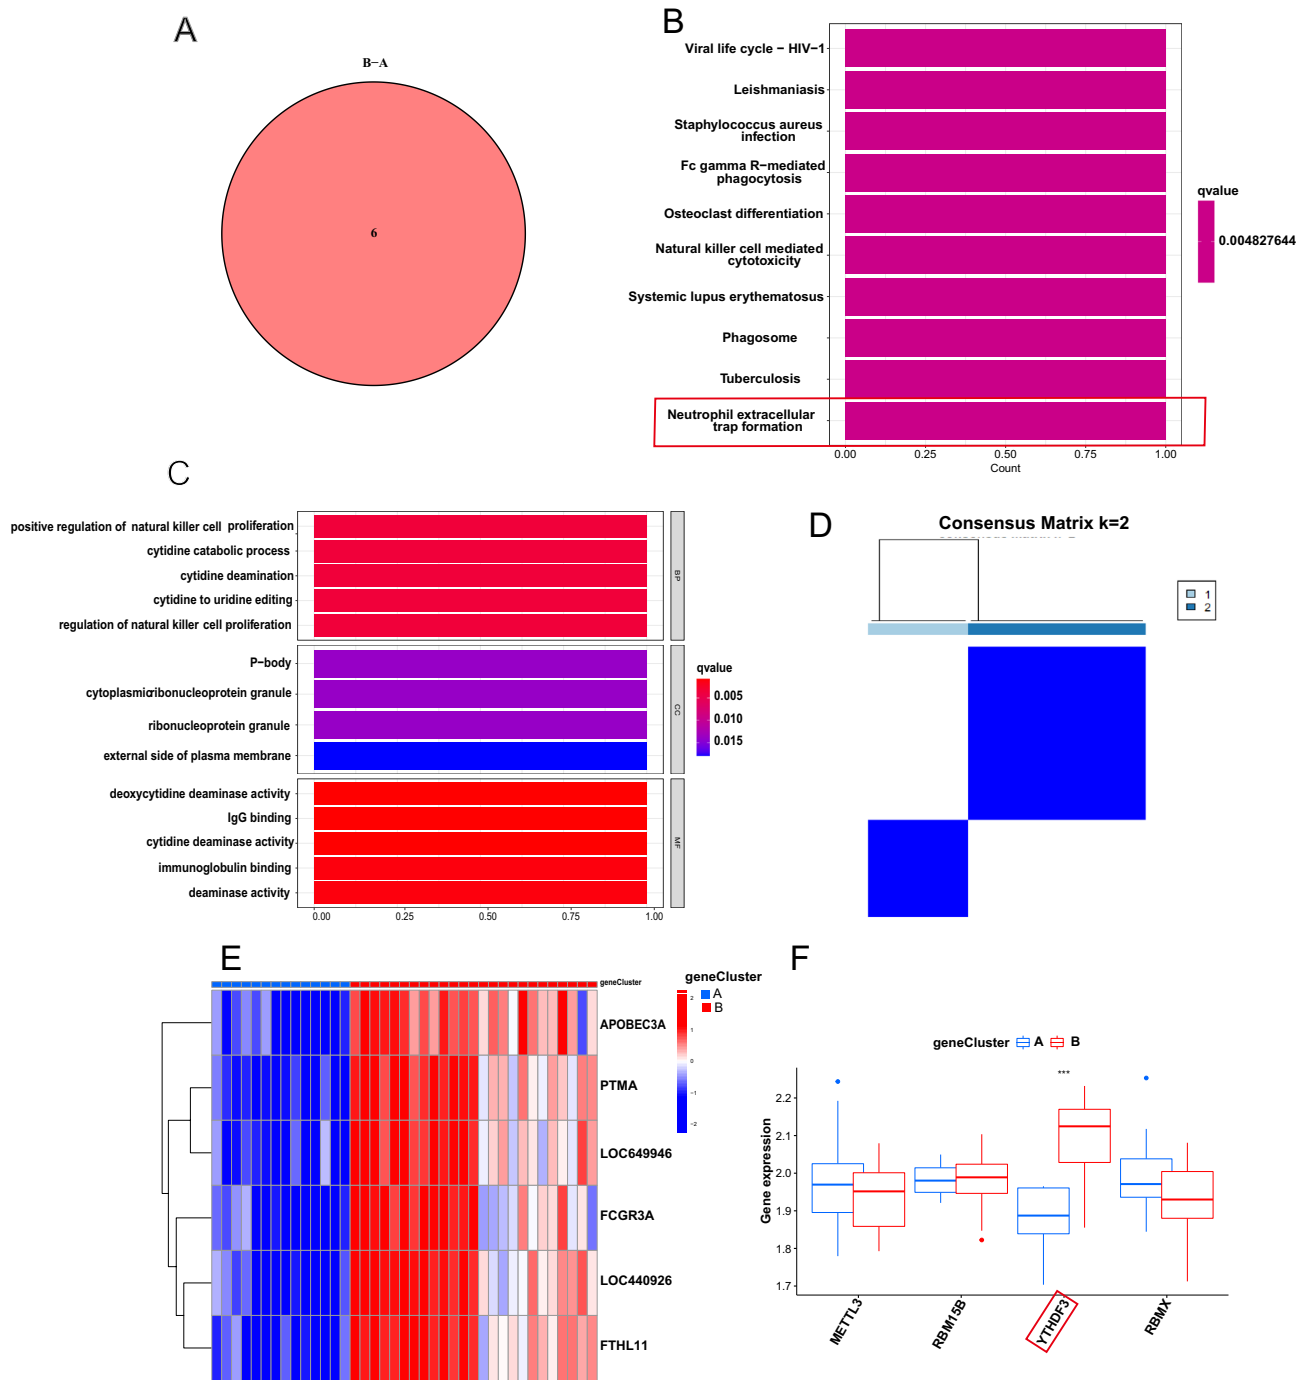 A
B−A
6
B
Viral life cycle − HIV−1
Leishmaniasis
Staphylococcus aureus
infection
Fc gamma R−mediated
phagocytosis
Osteoclast differentiation
Natural killer cell mediated
cytotoxicity
Systemic lupus erythematosus
Phagosome
Tuberculosis
Neutrophil extracellular
trap formation
0.00 0.25 0.50 0.75 1.00
Count
qvalue
0.004827644
C
positive regulation of natural killer cell proliferation
cytidine catabolic process
cytidine deamination
cytidine to uridine editing
regulation of natural killer cell proliferation
BP
P−body
cytoplasmicribonucleoprotein granule
ribonucleoprotein granule
external side of plasma membrane
CC
deoxycytidine deaminase activity
IgG binding
cytidine deaminase activity
immunoglobulin binding
deaminase activity
MF
0.00 0.25 0.50 0.75 1.00
qvalue
0.005
0.010
0.015
D
Consensus Matrix k=2
1
2
E
geneCluster
APOBEC3A
PTMA
LOC649946
FCGR3A
LOC440926
FTHL11
geneCluster
A
B
2
1
0
−1
−2
F
geneCluster A B
***
Gene expression
2.2
2.1
2.0
1.9
1.8
1.7
METTL3
RBM15B
YTHDF3
RBMX